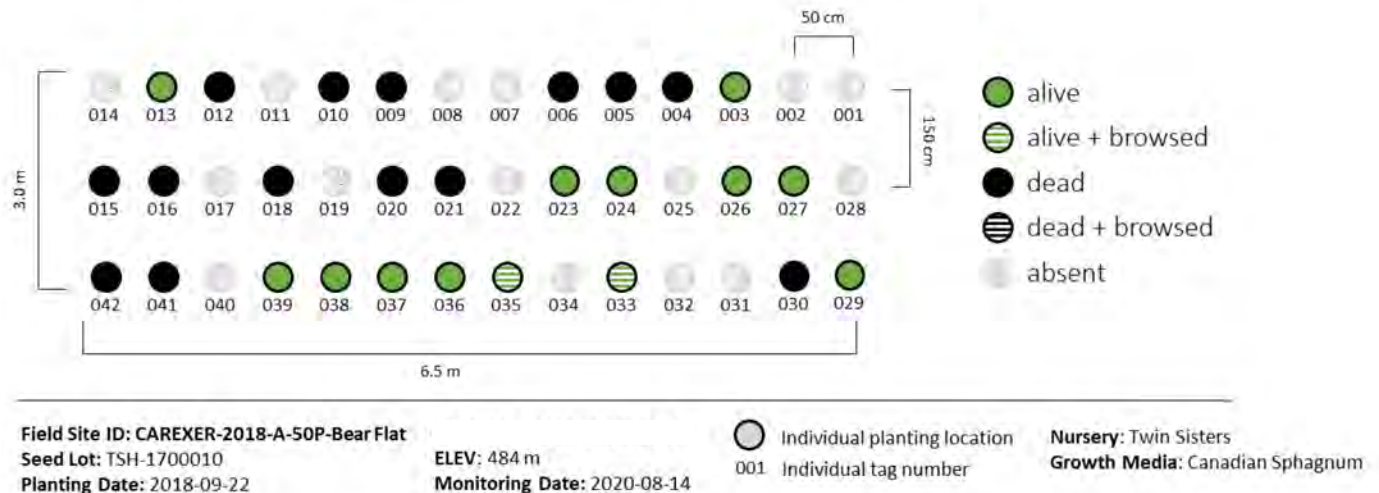 50 cm
014 013 012 011 010 009 008 007 006 005 004 003 002 001
150 cm
3.0 m
015 016 017 018 019 020 021 022 023 024 025 026 027 028
042 041 040 039 038 037 036 035 034 033 032 031 030 029
6.5 m
alive
alive + browsed
dead
dead + browsed
absent
Field Site ID: CAREXER-2018-A-50P-Bear Flat
Seed Lot: TSH-1700010
Planting Date: 2018-09-22
ELEV: 484 m
Monitoring Date: 2020-08-14
Individual planting location
001 Individual tag number
Nursery: Twin Sisters
Growth Media: Canadian Sphagnum